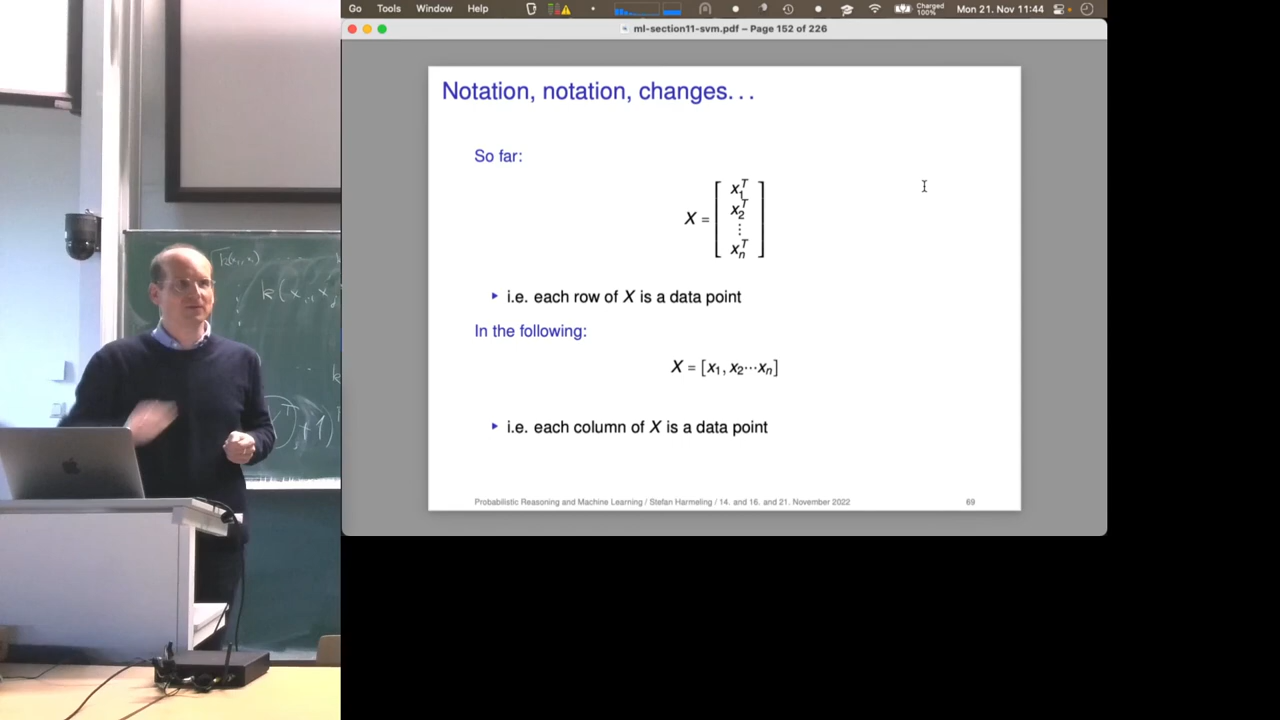 Go Tools Window Help Charged 100% Mon 21. Nov 11:44
ml-section11-svm.pdf – Page 152 of 226
Notation, notation, changes. . .
So far:
X = [ x₁ᵀ
x₂ᵀ
⋮
xₙᵀ ]
▸ i.e. each row of X is a data point
In the following:
X = [x₁, x₂⋯xₙ]
▸ i.e. each column of X is a data point
Probabilistic Reasoning and Machine Learning / Stefan Harmeling / 14. and 16. and 21. November 2022 69